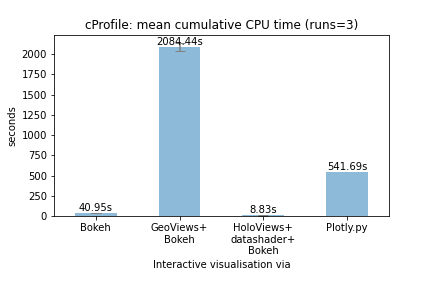 cProfile: mean cumulative CPU time (runs=3)
2084.44s
2000
1750
1500
1250
1000
750
500
250
0
seconds
40.95s
8.83s
541.69s
Bokeh
GeoViews+
Bokeh
HoloViews+
datashader+
Bokeh
Plotly.py
Interactive visualisation via